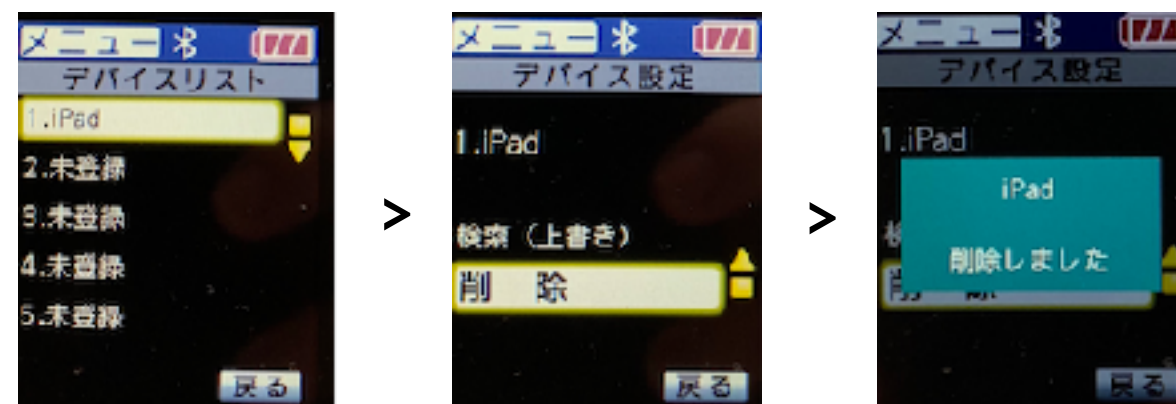 メニュー
デバイスリスト
1.iPad
2.未登録
3.未登録
4.未登録
5.未登録
戻る
>
メニュー
デバイス設定
1.iPad
検索（上書き）
削 除
戻る
>
メニュー
デバイス設定
1.iPad
iPad
削除しました
戻る